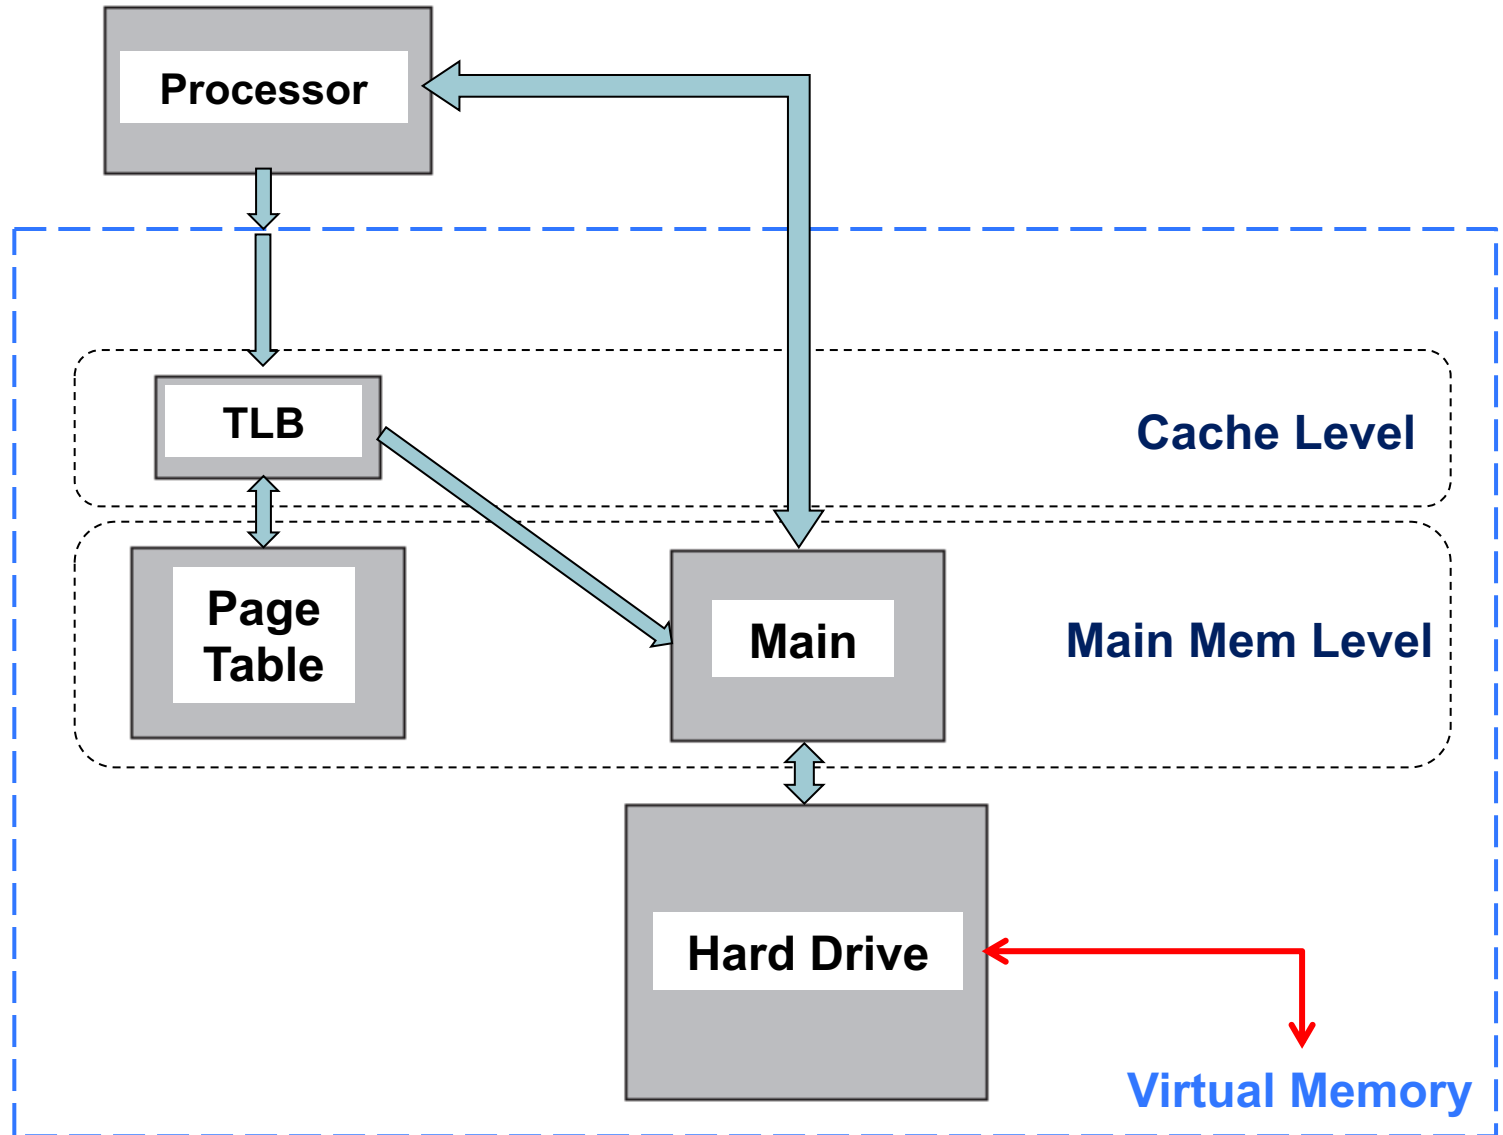 Processor
TLB
Cache Level
Page
Table
Main
Main Mem Level
Hard Drive
Virtual Memory